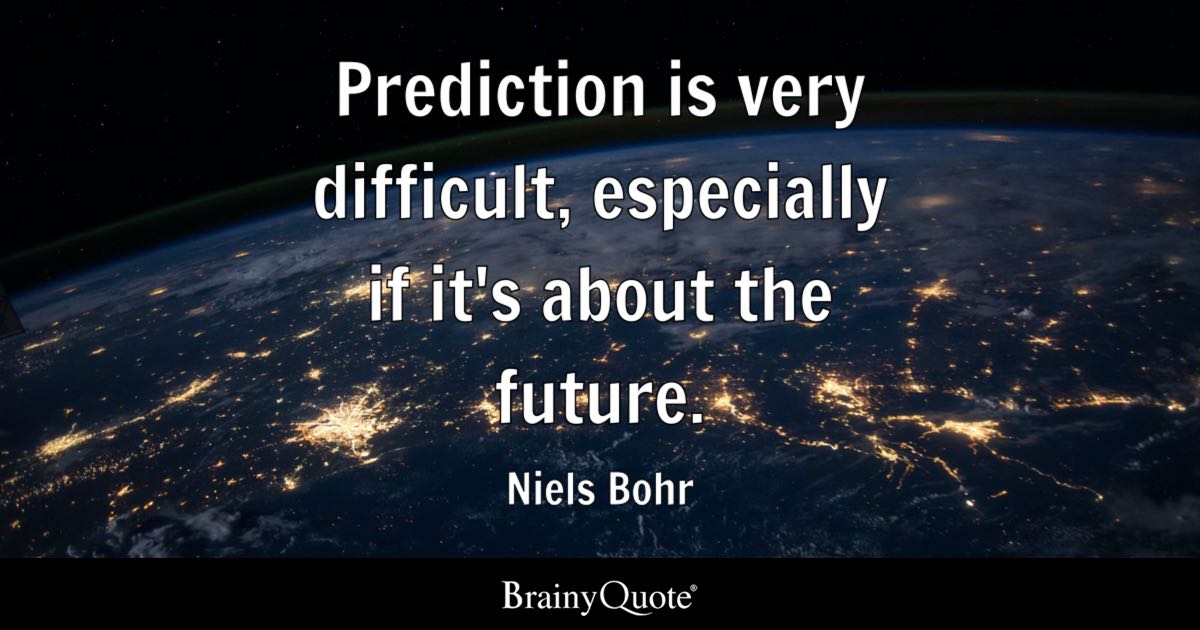 Prediction is very
difficult, especially
if it's about the
future.
Niels Bohr
BrainyQuote®